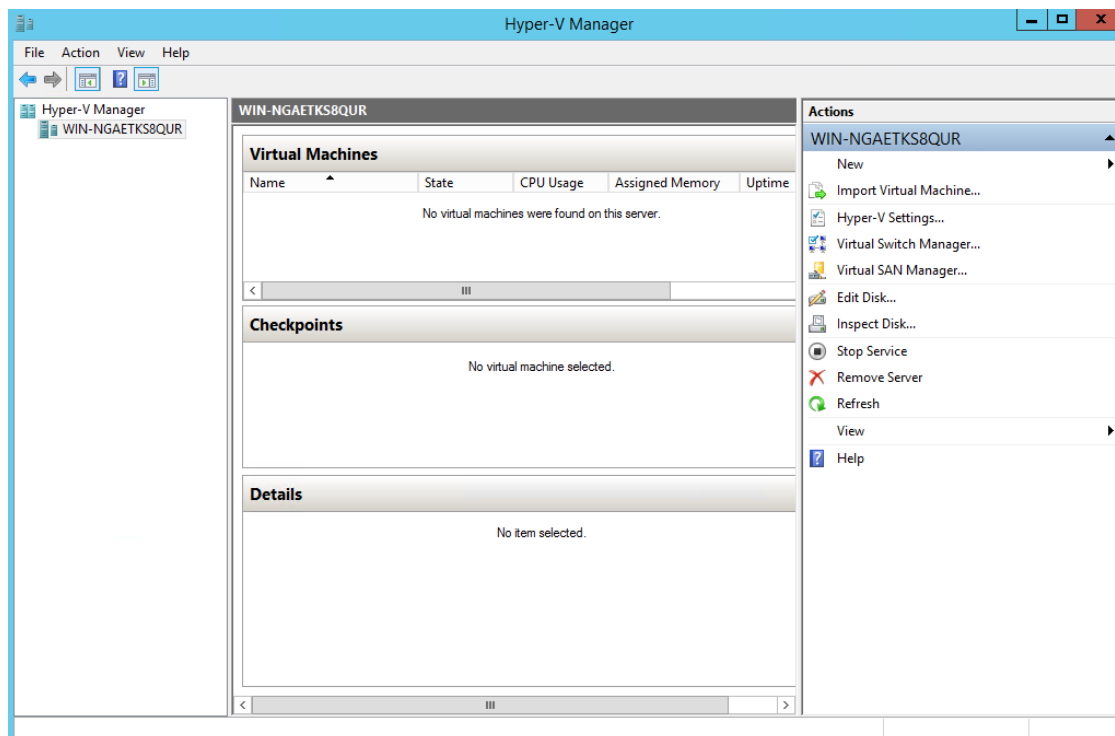 Hyper-V Manager
File Action View Help
Hyper-V Manager
WIN-NGAETKS8QUR
WIN-NGAETKS8QUR
Virtual Machines
Name State CPU Usage Assigned Memory Uptime
No virtual machines were found on this server.
Checkpoints
No virtual machine selected.
Details
No item selected.
Actions
WIN-NGAETKS8QUR
New
Import Virtual Machine...
Hyper-V Settings...
Virtual Switch Manager...
Virtual SAN Manager...
Edit Disk...
Inspect Disk...
Stop Service
Remove Server
Refresh
View
Help